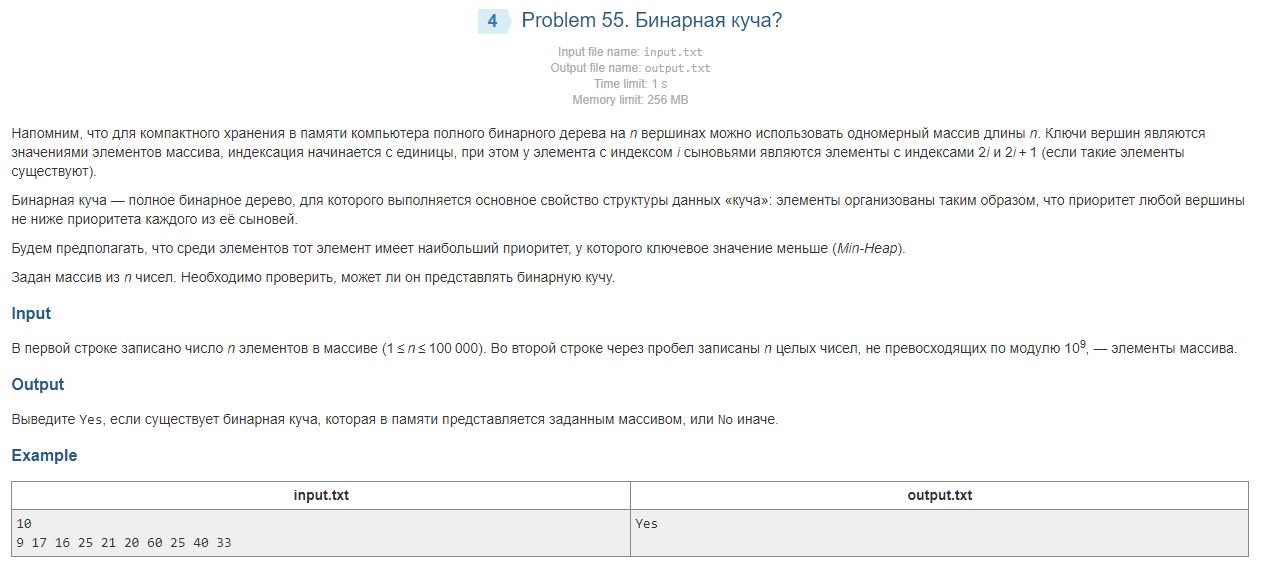 4 Problem 55. Бинарная куча?
Input file name: input.txt
Output file name: output.txt
Time limit: 1 s
Memory limit: 256 MB
Напомним, что для компактного хранения в памяти компьютера полного бинарного дерева на n вершинах можно использовать одномерный массив длины n. Ключи вершин являются
значениями элементов массива, индексация начинается с единицы, при этом у элемента с индексом i сыновьями являются элементы с индексами 2i и 2i + 1 (если такие элементы
существуют).
Бинарная куча — полное бинарное дерево, для которого выполняется основное свойство структуры данных «куча»: элементы организованы таким образом, что приоритет любой вершины
не ниже приоритета каждого из её сыновей.
Будем предполагать, что среди элементов тот элемент имеет наибольший приоритет, у которого ключевое значение меньше (Min-Heap).
Задан массив из n чисел. Необходимо проверить, может ли он представлять бинарную кучу.
Input
В первой строке записано число n элементов в массиве (1 ≤ n ≤ 100 000). Во второй строке через пробел записаны n целых чисел, не превосходящих по модулю 10⁹, — элементы массива.
Output
Выведите Yes, если существует бинарная куча, которая в памяти представляется заданным массивом, или No иначе.
Example
input.txt output.txt
10 Yes
9 17 16 25 21 20 60 25 40 33